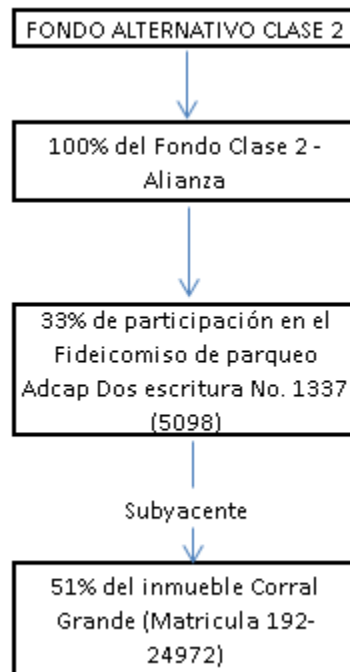 FONDO ALTERNATIVO CLASE 2
100% del Fondo Clase 2 -
Alianza
33% de participación en el
Fideicomiso de parqueo
Adcap Dos escritura No. 1337
(5098)
Subyacente
51% del inmueble Corral
Grande (Matricula 192-
24972)